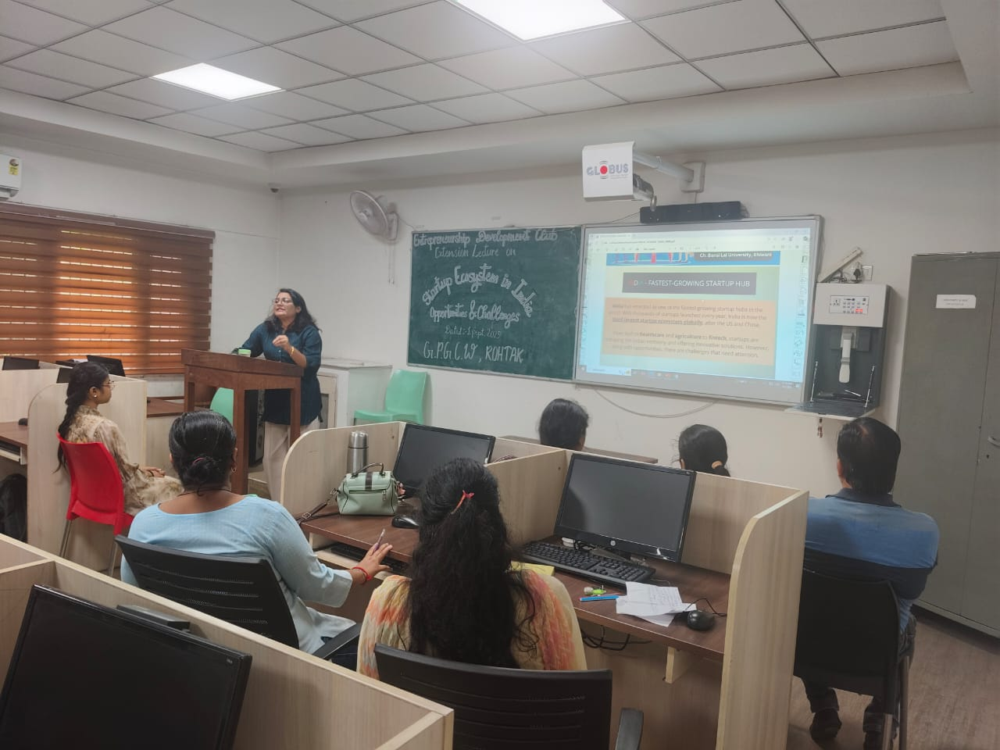 GLOBUS
Entrepreneurship Development Club
Extension Lecture on
Startup Ecosystem in India
Opportunities & Challenges
Dated:-1 Sept. 2025
G.P.G.C.W, ROHTAK
Ch. Bansi Lal University, Bhiwani
- FASTEST-GROWING STARTUP HUB
India has emerged as one of the fastest growing startup hubs in the
world. With thousands of startups launched every year, India is now the
third largest startup ecosystem globally, after the US and China.
From tech to healthcare and agriculture to fintech, startups are
reshaping the Indian economy and offering innovative solutions. However,
there are challenges that need attention.
hp